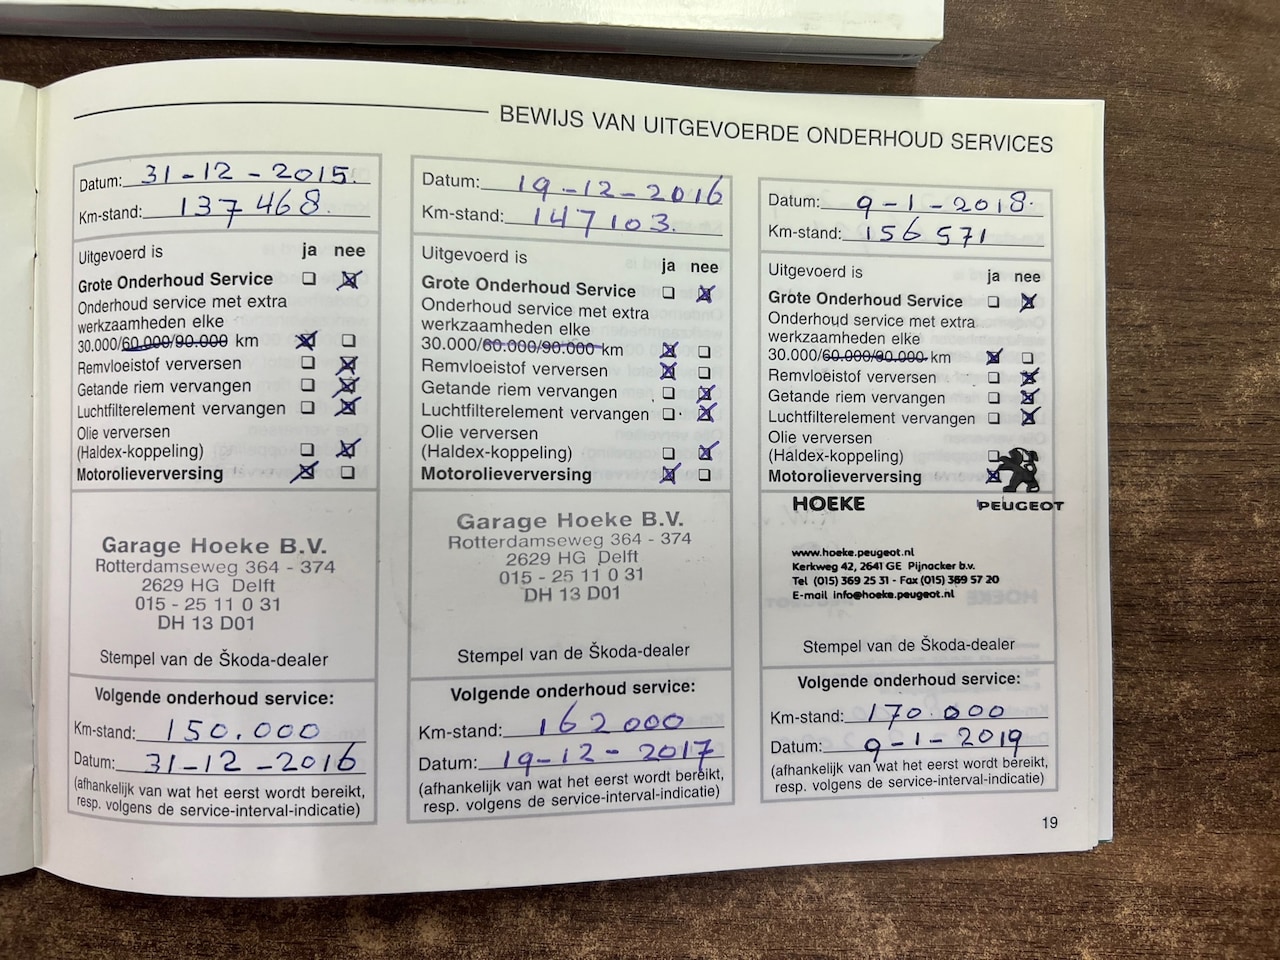 BEWIJS VAN UITGEVOERDE ONDERHOUD SERVICES
Datum: 31-12-2015.
Km-stand: 137 468.
Uitgevoerd is ja nee
Grote Onderhoud Service
Onderhoud service met extra
werkzaamheden elke
30.000/60.000/90.000 km
Remvloeistof verversen
Getande riem vervangen
Luchtfilterelement vervangen
Olie verversen
(Haldex-koppeling)
Motorolieverversing
Garage Hoeke B.V.
Rotterdamseweg 364 - 374
2629 HG Delft
015 - 25 11 0 31
DH 13 D01
Stempel van de Škoda-dealer
Volgende onderhoud service:
Km-stand: 150.000
Datum: 31-12-2016
(afhankelijk van wat het eerst wordt bereikt,
resp. volgens de service-interval-indicatie)
Datum: 19-12-2016
Km-stand: 147103.
Uitgevoerd is
ja nee
Grote Onderhoud Service
Onderhoud service met extra
werkzaamheden elke
30.000/60.000/90.000 km
Remvloeistof verversen
Getande riem vervangen
Luchtfilterelement vervangen
Olie verversen
(Haldex-koppeling)
Motorolieverversing
Garage Hoeke B.V.
Rotterdamseweg 364 - 374
2629 HG Delft
015 - 25 11 0 31
DH 13 D01
Stempel van de Škoda-dealer
Volgende onderhoud service:
Km-stand: 162000
Datum: 19-12-2017
(afhankelijk van wat het eerst wordt bereikt,
resp. volgens de service-interval-indicatie)
Datum: 9-1-2018.
Km-stand: 156 571
Uitgevoerd is
ja nee
Grote Onderhoud Service
Onderhoud service met extra
werkzaamheden elke
30.000/60.000/90.000 km
Remvloeistof verversen
Getande riem vervangen
Luchtfilterelement vervangen
Olie verversen
(Haldex-koppeling)
Motorolieverversing
HOEKE PEUGEOT
www.hoeke.peugeot.nl
Kerkweg 42, 2641 GE Pijnacker b.v.
Tel (015) 369 25 31 - Fax (015) 369 57 20
E-mail info@hoeke.peugeot.nl
Stempel van de Škoda-dealer
Volgende onderhoud service:
Km-stand: 170.000
Datum: 9-1-2019
(afhankelijk van wat het eerst wordt bereikt,
resp. volgens de service-interval-indicatie)
19